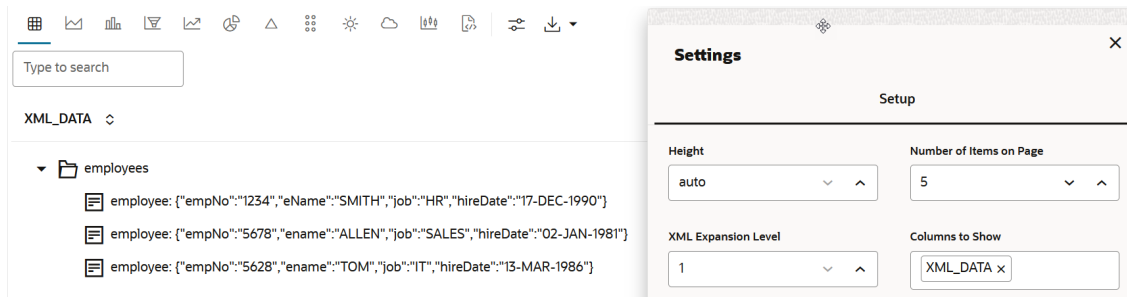 Type to search
XML_DATA
employees
employee: {"empNo":"1234","eName":"SMITH","job":"HR","hireDate":"17-DEC-1990"}
employee: {"empNo":"5678","ename":"ALLEN","job":"SALES","hireDate":"02-JAN-1981"}
employee: {"empNo":"5628","ename":"TOM","job":"IT","hireDate":"13-MAR-1986"}
Settings
Setup
Height
Number of Items on Page
auto
5
XML Expansion Level
Columns to Show
1
XML_DATA ×